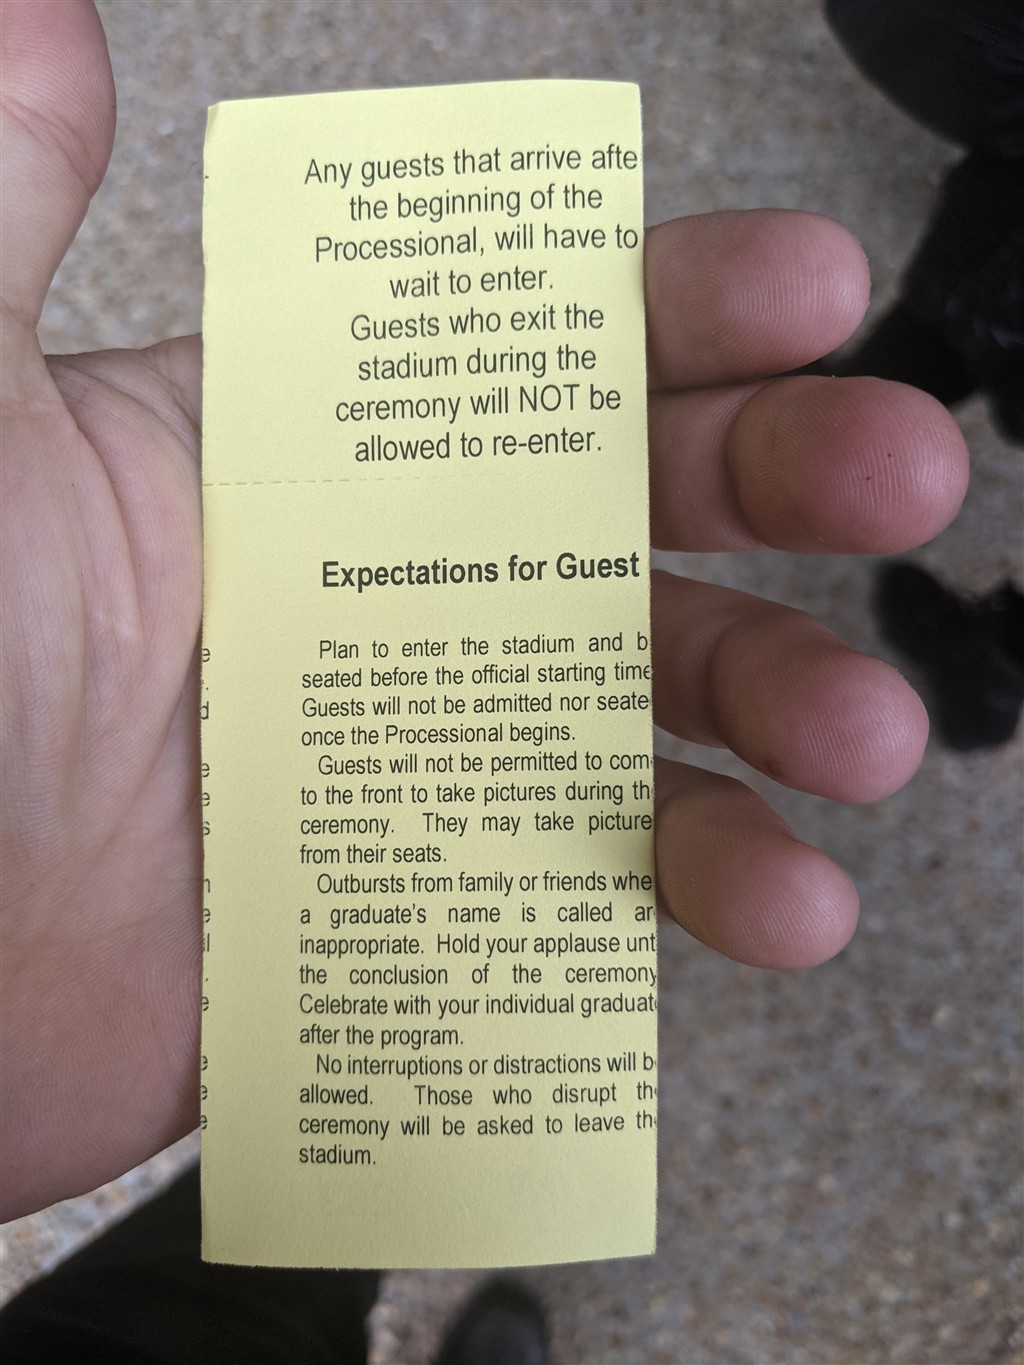 Any guests that arrive afte
the beginning of the
Processional, will have to
wait to enter.
Guests who exit the
stadium during the
ceremony will NOT be
allowed to re-enter.
Expectations for Guest
Plan to enter the stadium and b
seated before the official starting time
Guests will not be admitted nor seate
once the Processional begins.
Guests will not be permitted to com
to the front to take pictures during th
ceremony. They may take picture
from their seats.
Outbursts from family or friends whe
a graduate's name is called ar
inappropriate. Hold your applause unt
the conclusion of the ceremony
Celebrate with your individual graduat
after the program.
No interruptions or distractions will b
allowed. Those who disrupt th
ceremony will be asked to leave th
stadium.